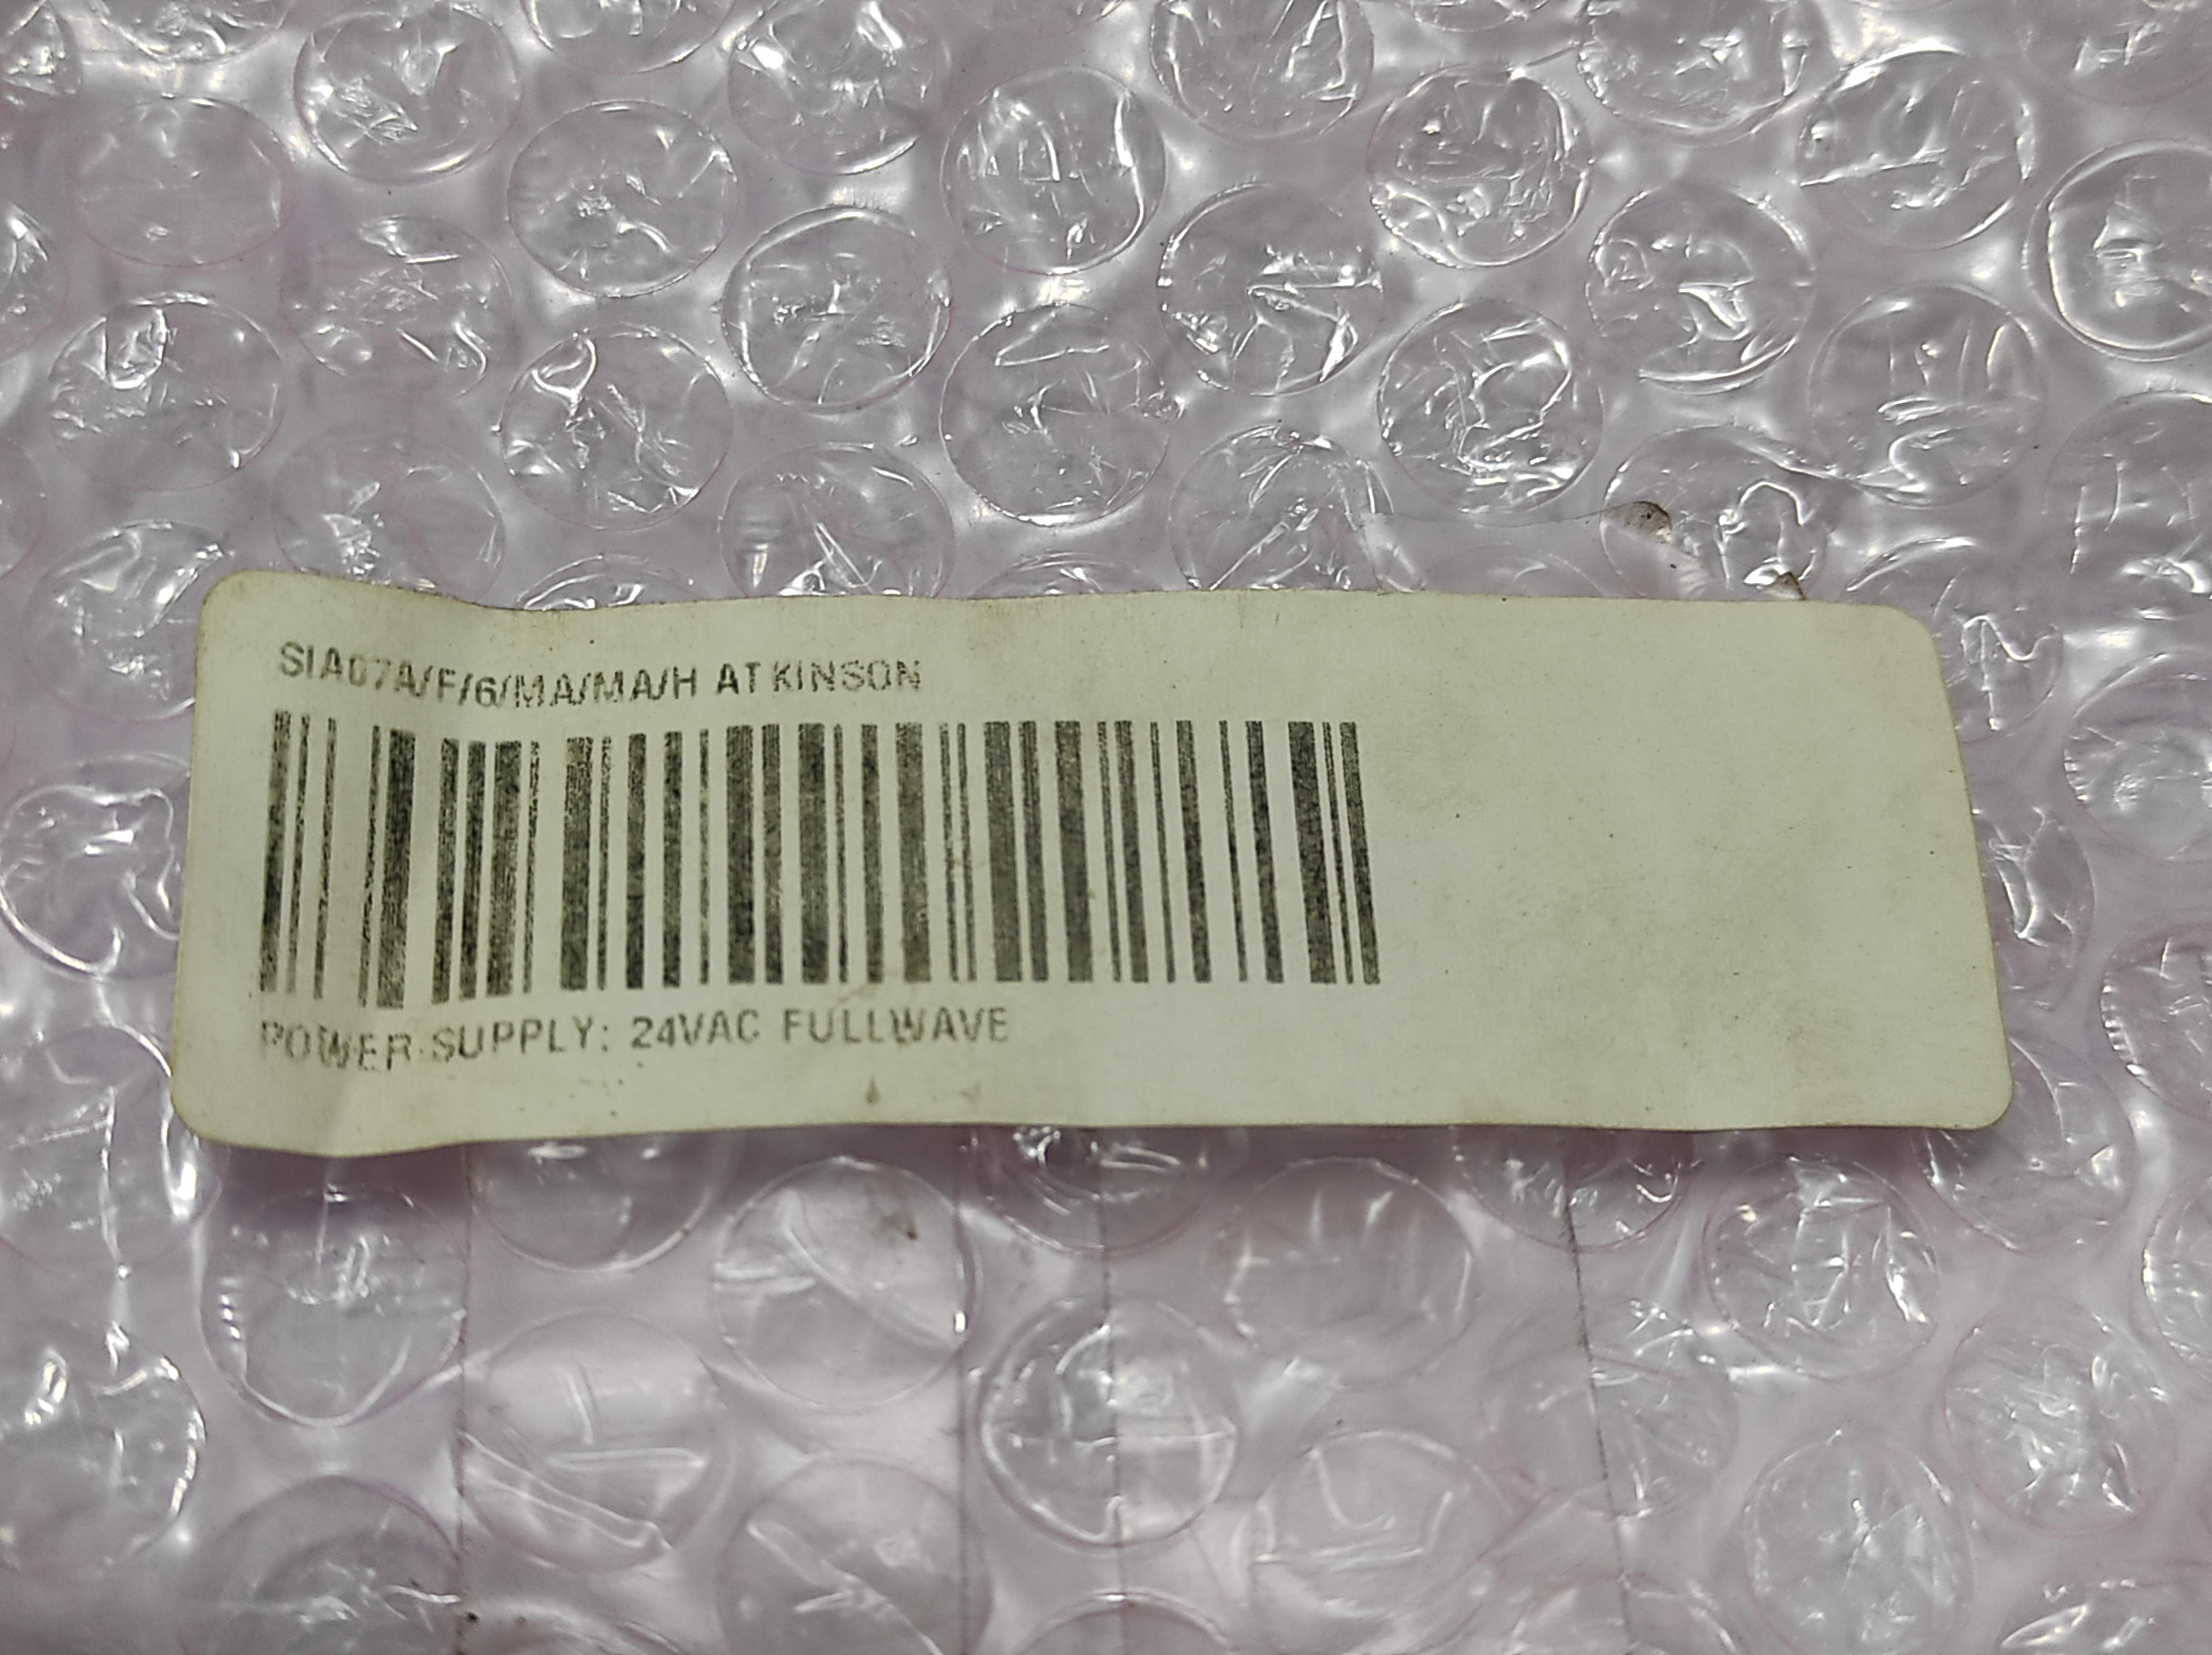 SIA07A/F/6/MA/MA/H ATKINSON
POWER SUPPLY: 24VAC FULLWAVE